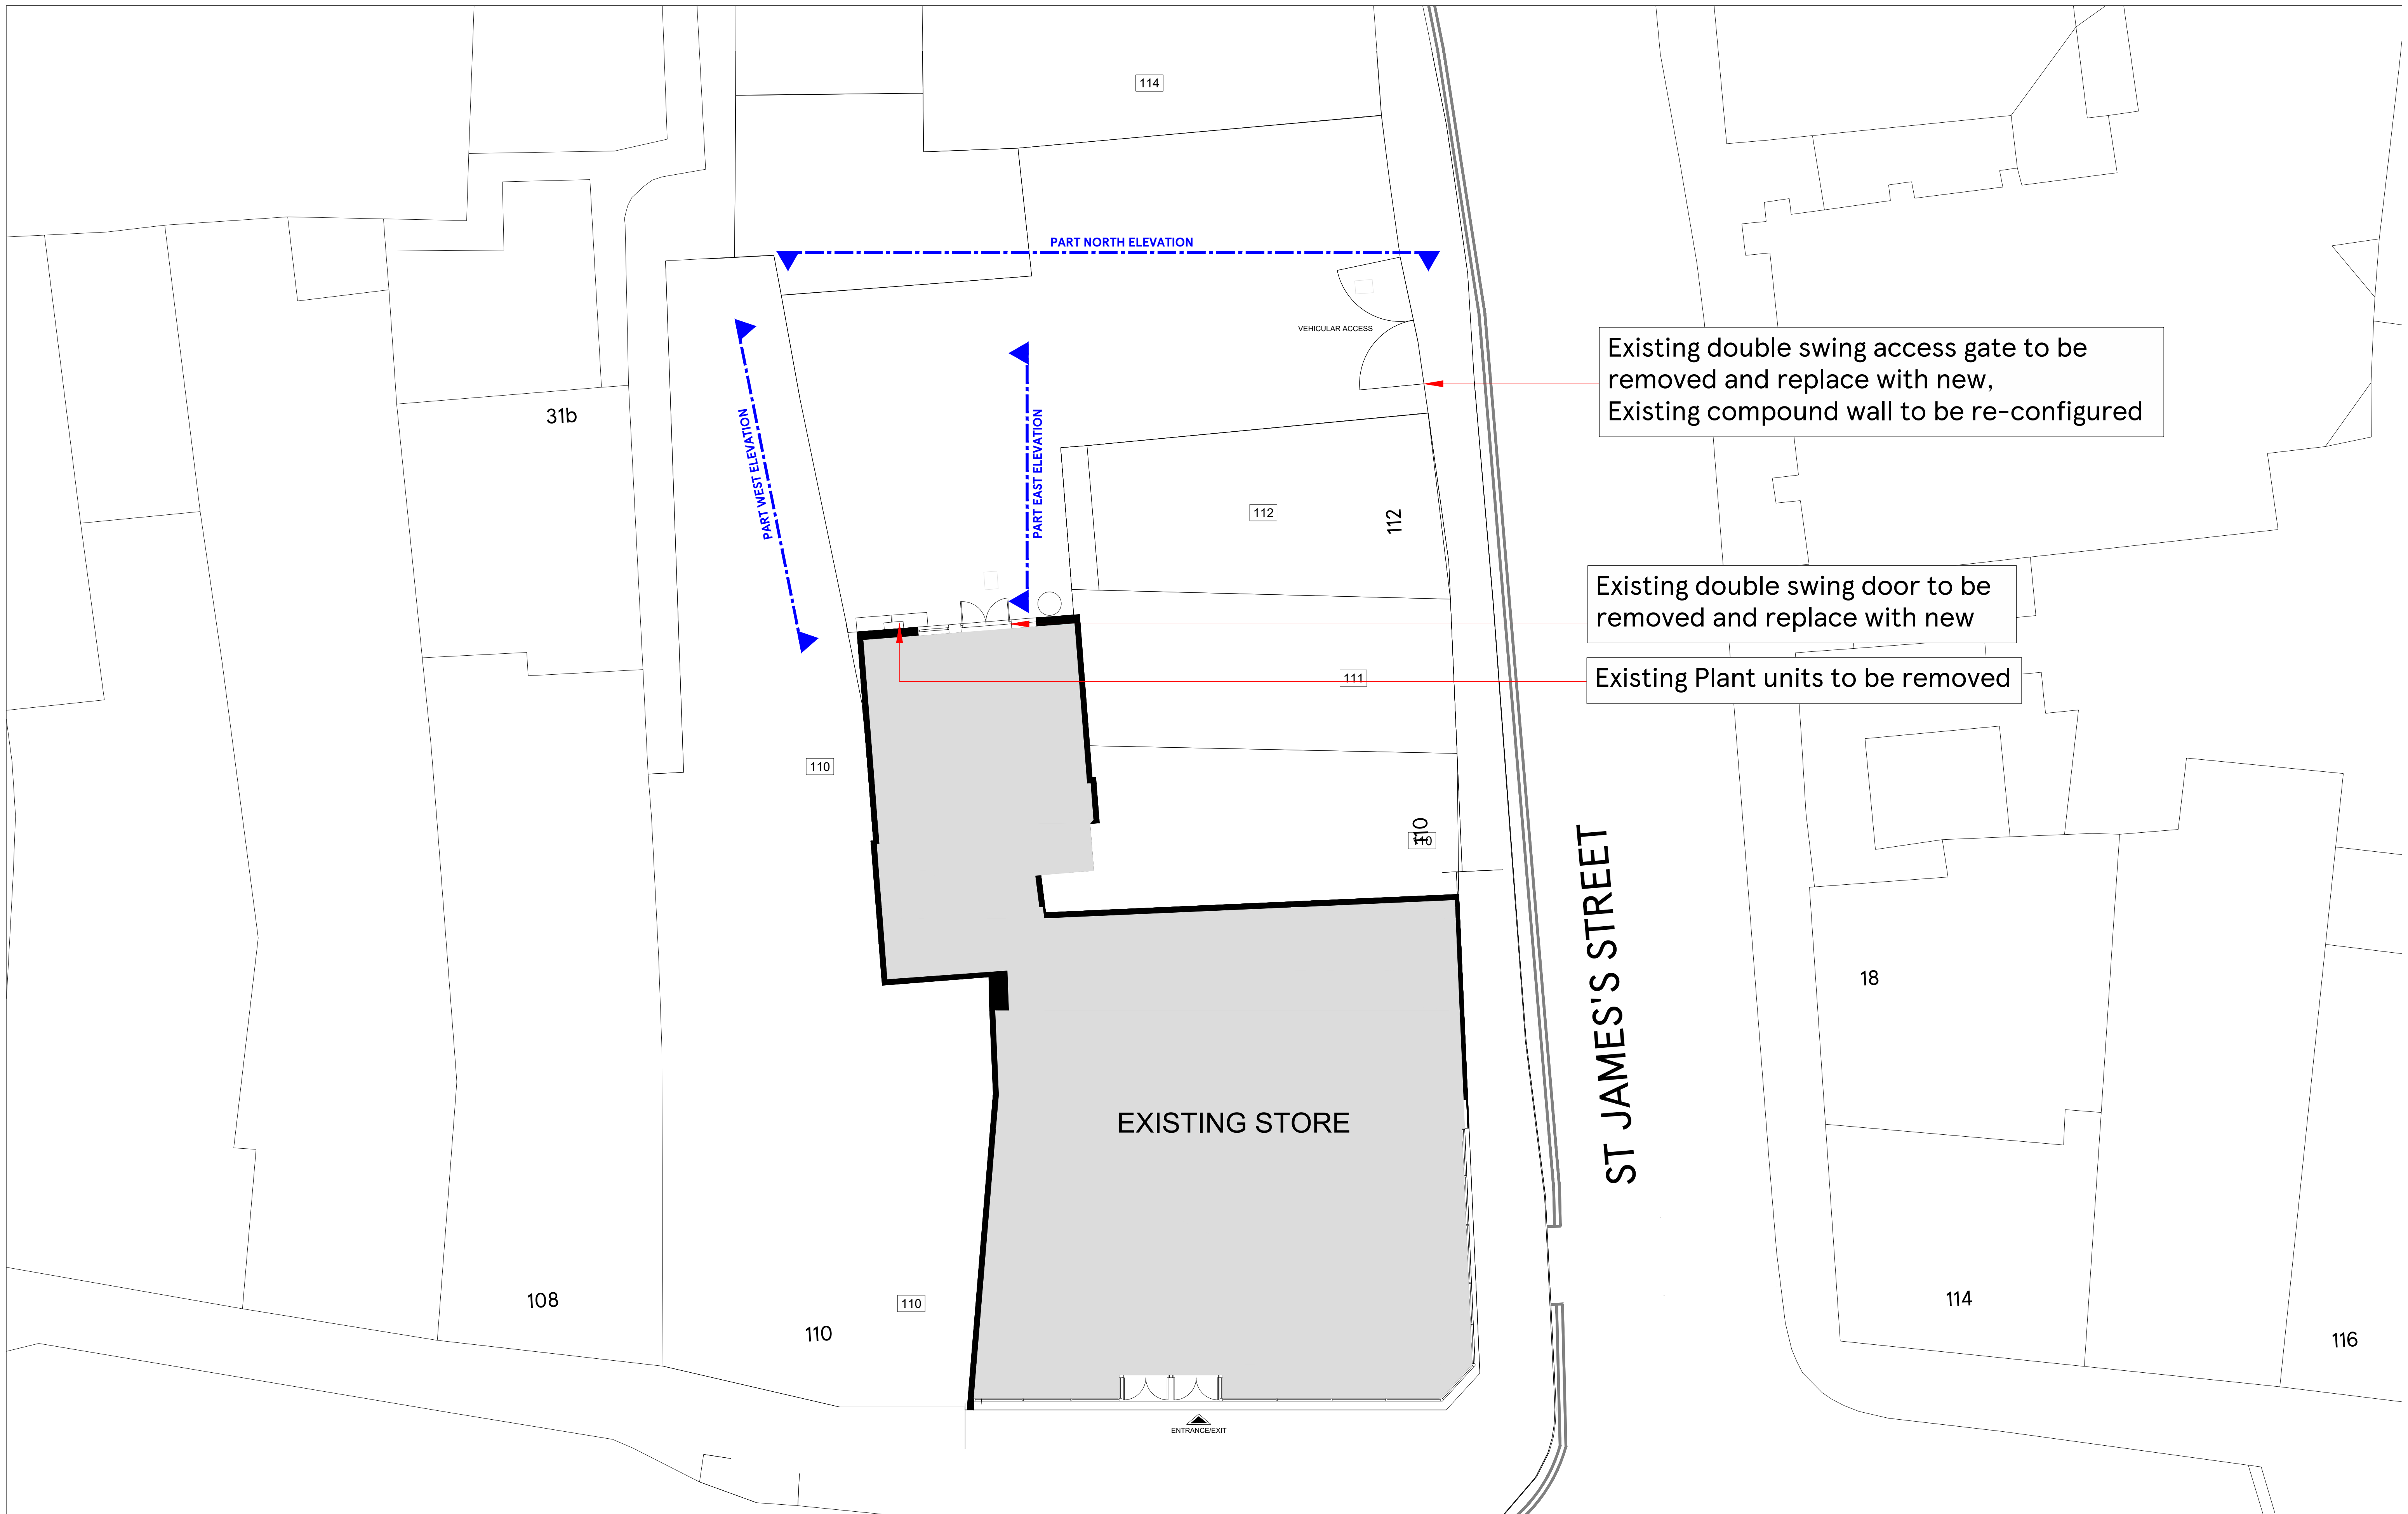 114
PART NORTH ELEVATION
VEHICULAR ACCESS
Existing double swing access gate to be
removed and replace with new,
Existing compound wall to be re-configured
31b
PART WEST ELEVATION
PART EAST ELEVATION
112
112
Existing double swing door to be
removed and replace with new
Existing Plant units to be removed
111
110
110
110
ST JAMES'S STREET
18
EXISTING STORE
108
110
110
114
116
ENTRANCE/EXIT